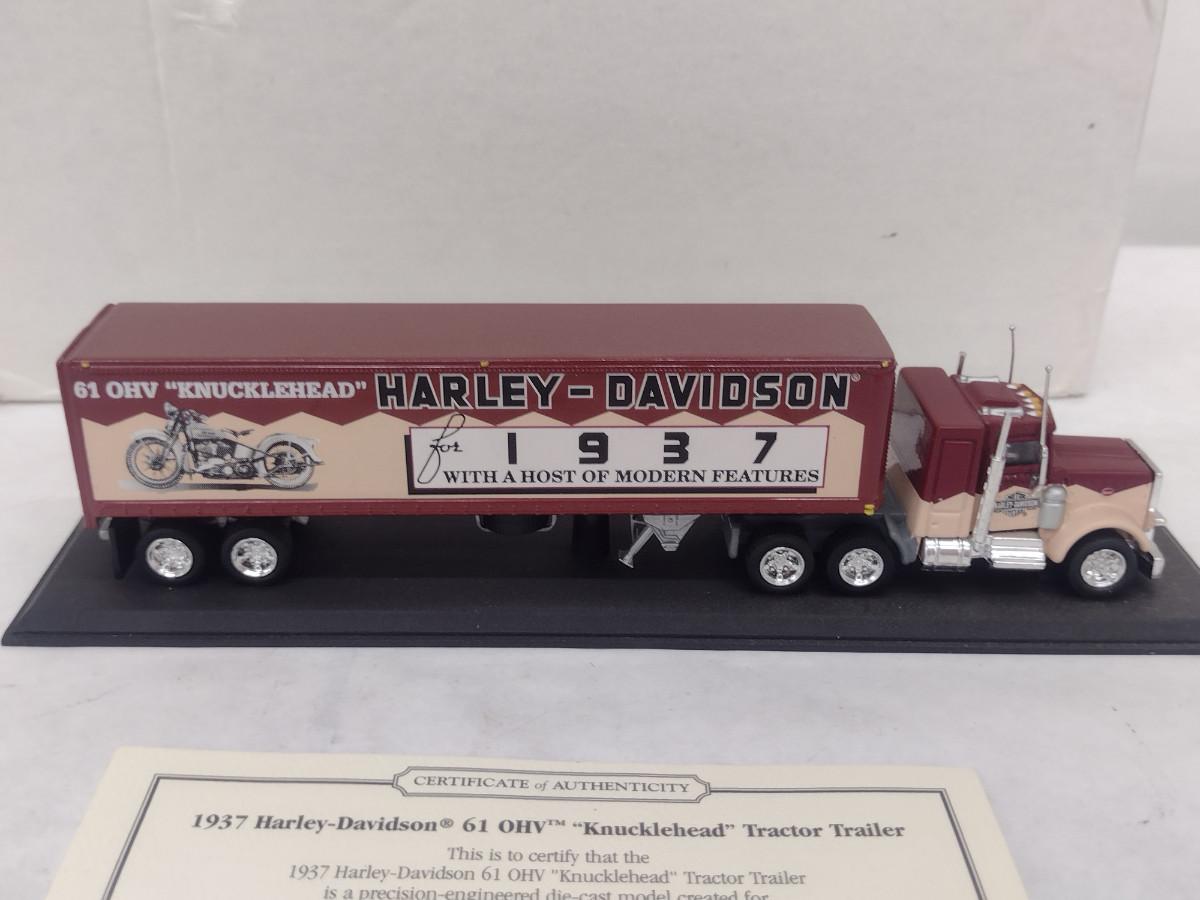 61 OHV "KNUCKLEHEAD" HARLEY-DAVIDSON®
for 1937
WITH A HOST OF MODERN FEATURES
HARLEY-DAVIDSON
CERTIFICATE of AUTHENTICITY
1937 Harley-Davidson® 61 OHV™ "Knucklehead" Tractor Trailer
This is to certify that the
1937 Harley-Davidson 61 OHV "Knucklehead" Tractor Trailer
is a precision-engineered die-cast model created for